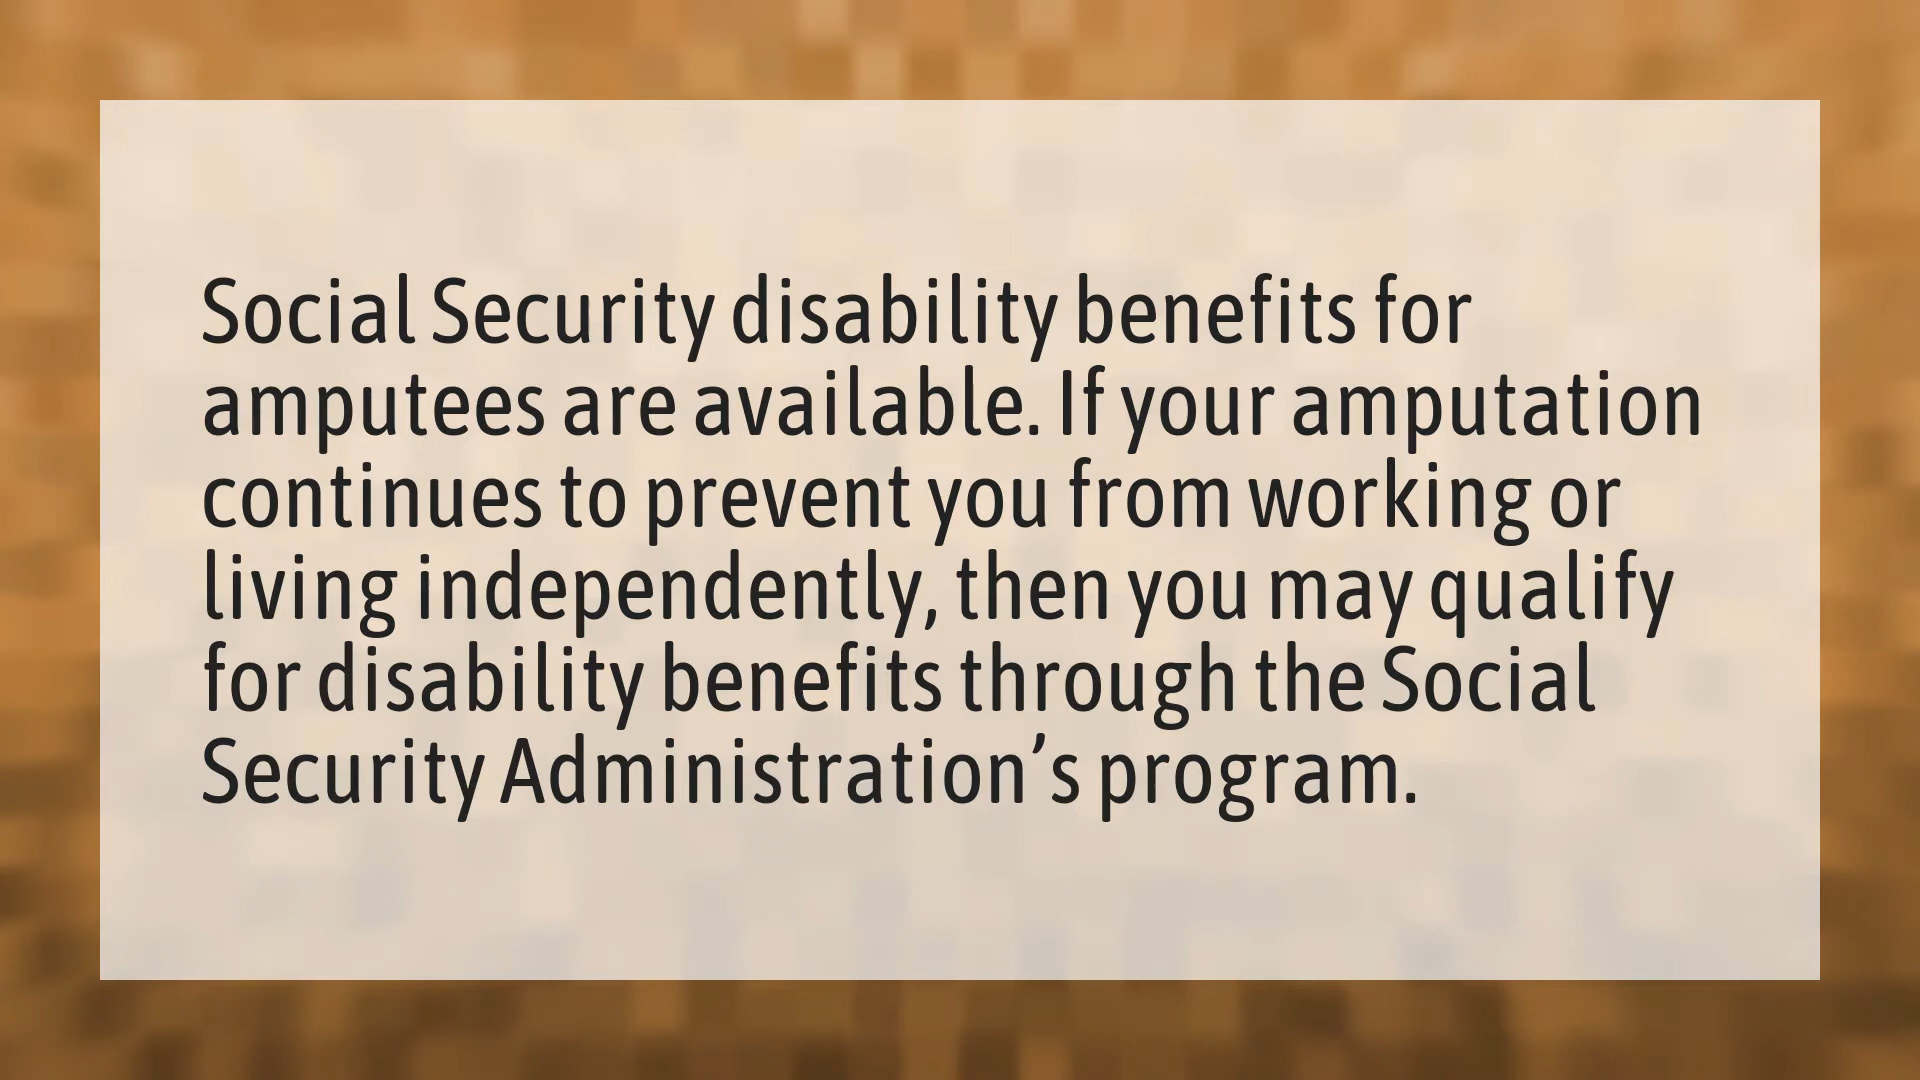 Social Security disability benefits for
amputees are available. If your amputation
continues to prevent you from working or
living independently, then you may qualify
for disability benefits through the Social
Security Administration’s program.